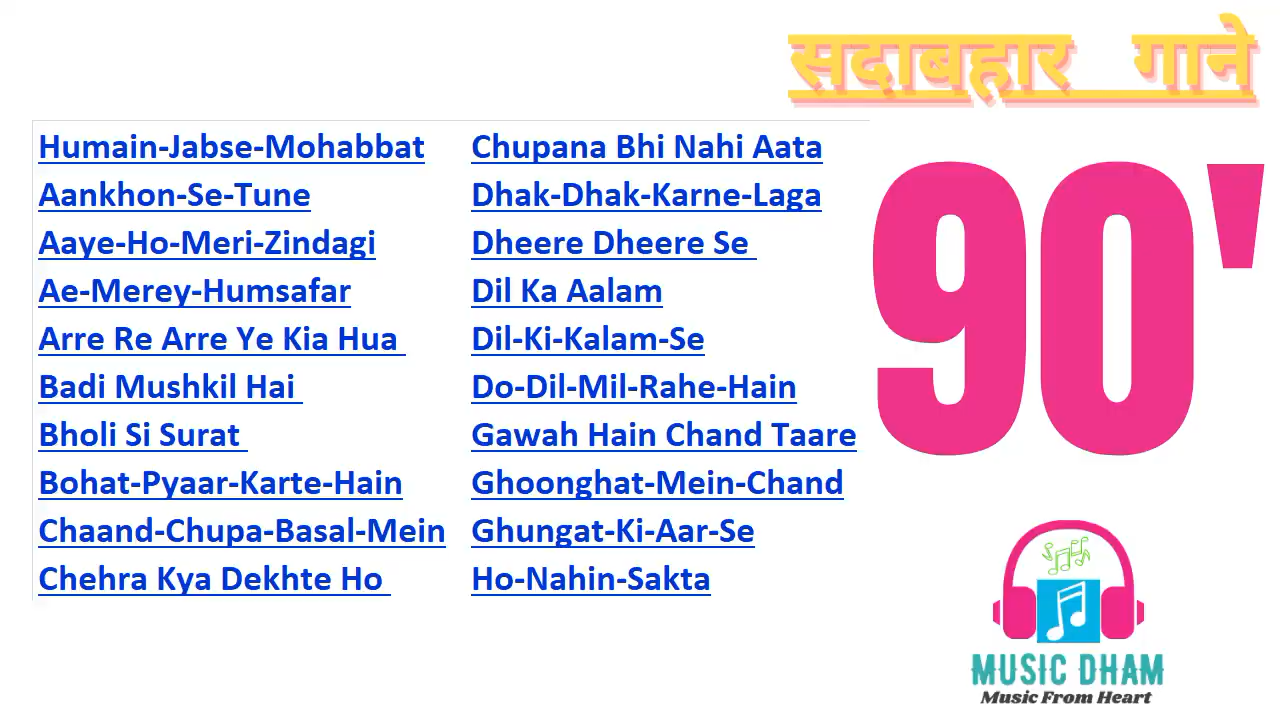 सदाबहार गाने
Humain-Jabse-Mohabbat
Aankhon-Se-Tune
Aaye-Ho-Meri-Zindagi
Ae-Merey-Humsafar
Arre Re Arre Ye Kia Hua
Badi Mushkil Hai
Bholi Si Surat
Bohat-Pyaar-Karte-Hain
Chaand-Chupa-Basal-Mein
Chehra Kya Dekhte Ho
Chupana Bhi Nahi Aata
Dhak-Dhak-Karne-Laga
Dheere Dheere Se
Dil Ka Aalam
Dil-Ki-Kalam-Se
Do-Dil-Mil-Rahe-Hain
Gawah Hain Chand Taare
Ghoonghat-Mein-Chand
Ghungat-Ki-Aar-Se
Ho-Nahin-Sakta
90'
MUSIC DHAM
Music From Heart